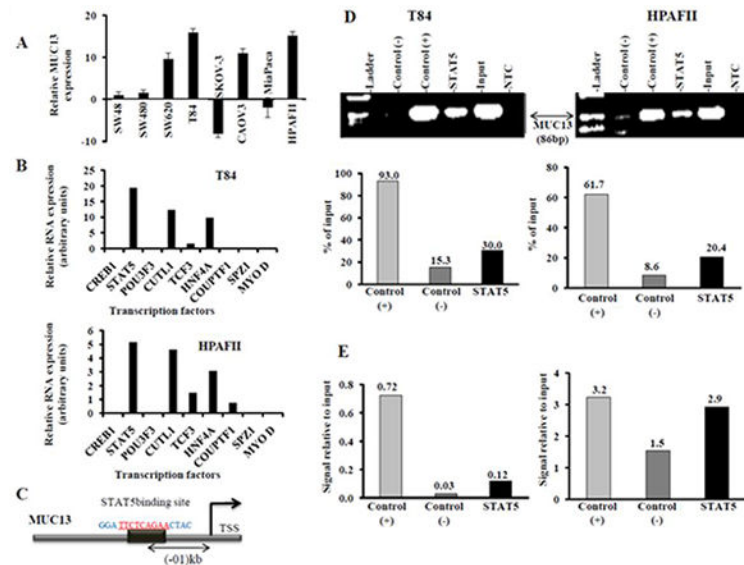 A
Relative MUC13 expression
20
10
0
-10
SW48
SW480
SW620
T84
SKOV-3
CAOV3
MiaPaca
HPAFII
B
T84
Relative RNA expression (arbitrary units)
25
20
15
10
5
0
CREB1
STAT5
POU3F3
CUTL1
TCF3
HNF4A
COUPTF1
SPZ1
MYO D
Transcription factors
HPAFII
Relative RNA expression (arbitrary units)
6
5
4
3
2
1
0
CREB1
STAT5
POU3F3
CUTL1
TCF3
HNF4A
COUPTF1
SPZ1
MYO D
Transcription factors
C
STAT5binding site
MUC13
GGA TTCTCAGAACTAC
TSS
(-01)kb
D
T84
HPAFII
-Ladder
-Control (-)
-Control (+)
-STAT5
-Input
-NTC
-Ladder
-Control (-)
-Control (+)
-STAT5
-Input
-NTC
MUC13
(86bp)
% of input
100
80
60
40
20
0
93.0
15.3
30.0
Control (+)
Control (-)
STAT5
% of input
80
60
40
20
0
61.7
8.6
20.4
Control (+)
Control (-)
STAT5
E
Signal relative to input
0.8
0.6
0.4
0.2
0.0
0.72
0.03
0.12
Control (+)
Control (-)
STAT5
Signal relative to input
4
3
2
1
0
3.2
1.5
2.9
Control (+)
Control (-)
STAT5